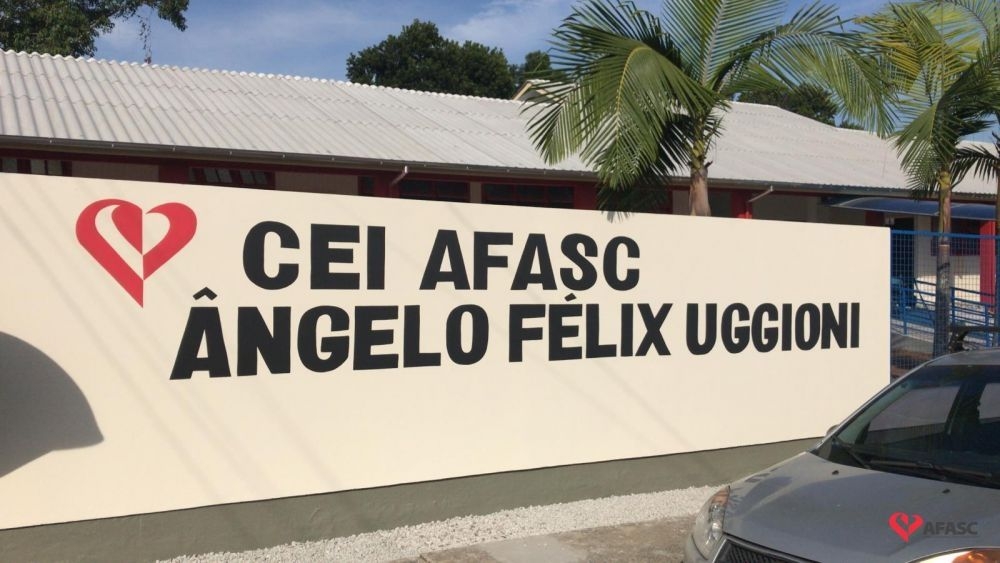 CEI AFASC
ÂNGELO FÉLIX UGGIONI
AFASC